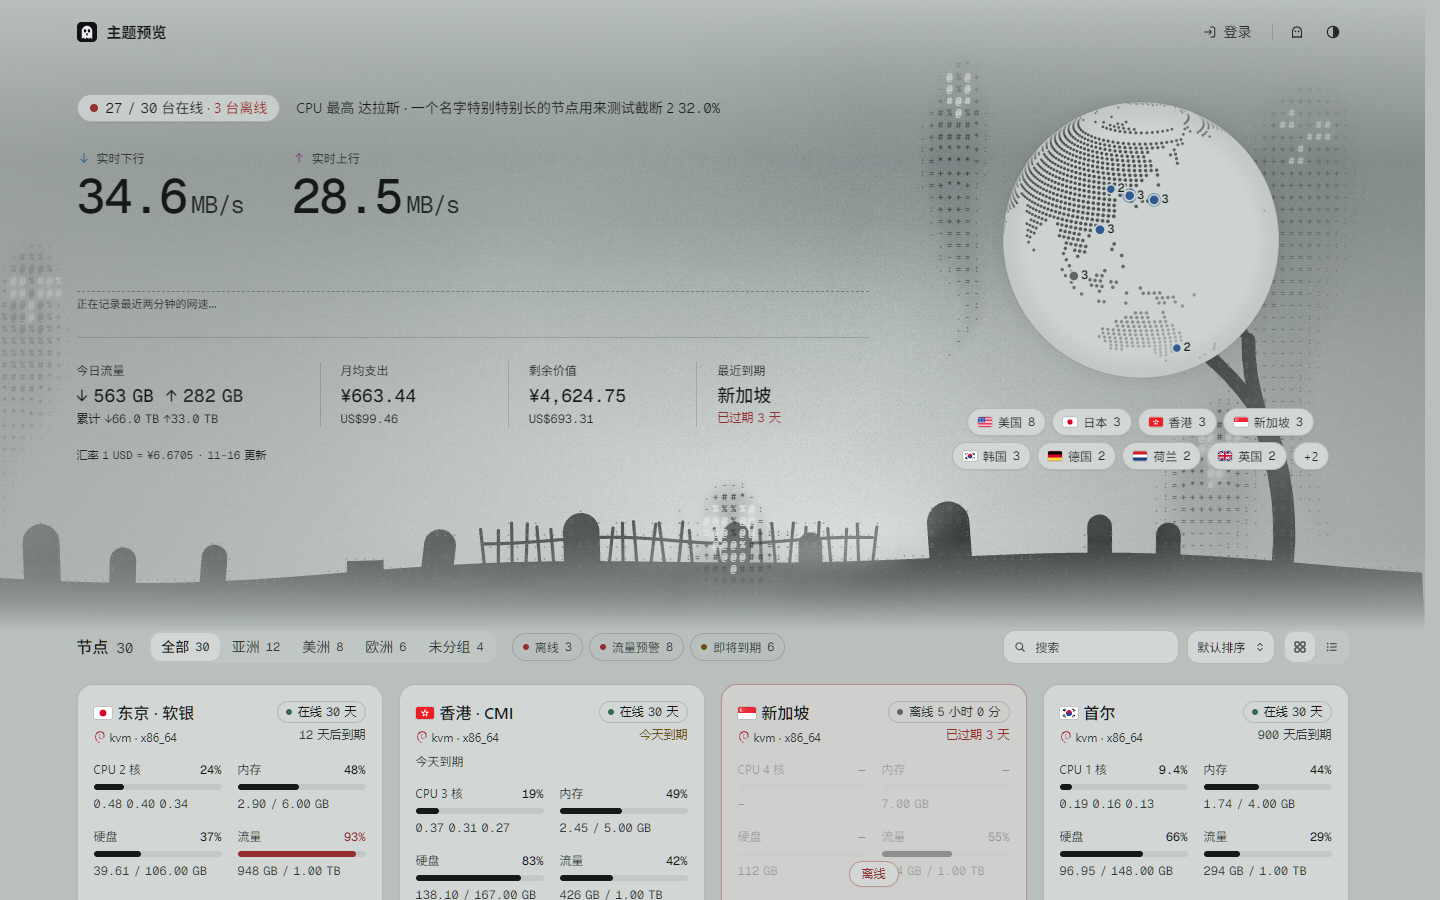 主题预览
登录
27 / 30 台在线 · 3 台离线
CPU 最高 达拉斯 · 一个名字特别特别长的节点用来测试截断 2 32.0%
↓ 实时下行
↑ 实时上行
34.6 MB/s
28.5 MB/s
正在记录最近两分钟的网速...
今日流量
↓ 563 GB ↑ 282 GB
累计 ↓66.0 TB ↑33.0 TB
月均支出
¥663.44
US$99.46
剩余价值
¥4,624.75
US$693.31
最近到期
新加坡
已过期 3 天
汇率 1 USD = ¥6.6705 · 11-16 更新
2
3
3
3
3
2
美国 8
日本 3
香港 3
新加坡 3
韩国 3
德国 2
荷兰 2
英国 2
+2
节点 30
全部 30
亚洲 12
美洲 8
欧洲 6
未分组 4
离线 3
流量预警 8
即将到期 6
搜索
默认排序
东京 · 软银
在线 30 天
kvm · x86_64
12 天后到期
CPU 2 核 24%
内存 48%
0.48 0.40 0.34
2.90 / 6.00 GB
硬盘 37%
流量 93%
39.61 / 106.00 GB
948 GB / 1.00 TB
香港 · CMI
在线 30 天
kvm · x86_64
今天到期
今天到期
CPU 3 核 19%
内存 49%
0.37 0.31 0.27
2.45 / 5.00 GB
硬盘 83%
流量 42%
138.10 / 167.00 GB
426 GB / 1.00 TB
新加坡
离线 5 小时 0 分
kvm · x86_64
已过期 3 天
CPU 4 核 –
内存 –
–
7.00 GB
硬盘 –
流量 55%
112 GB
4 GB / 1.00 TB
离线
首尔
在线 30 天
kvm · x86_64
900 天后到期
CPU 1 核 9.4%
内存 44%
0.19 0.16 0.13
1.74 / 4.00 GB
硬盘 66%
流量 29%
96.95 / 148.00 GB
294 GB / 1.00 TB